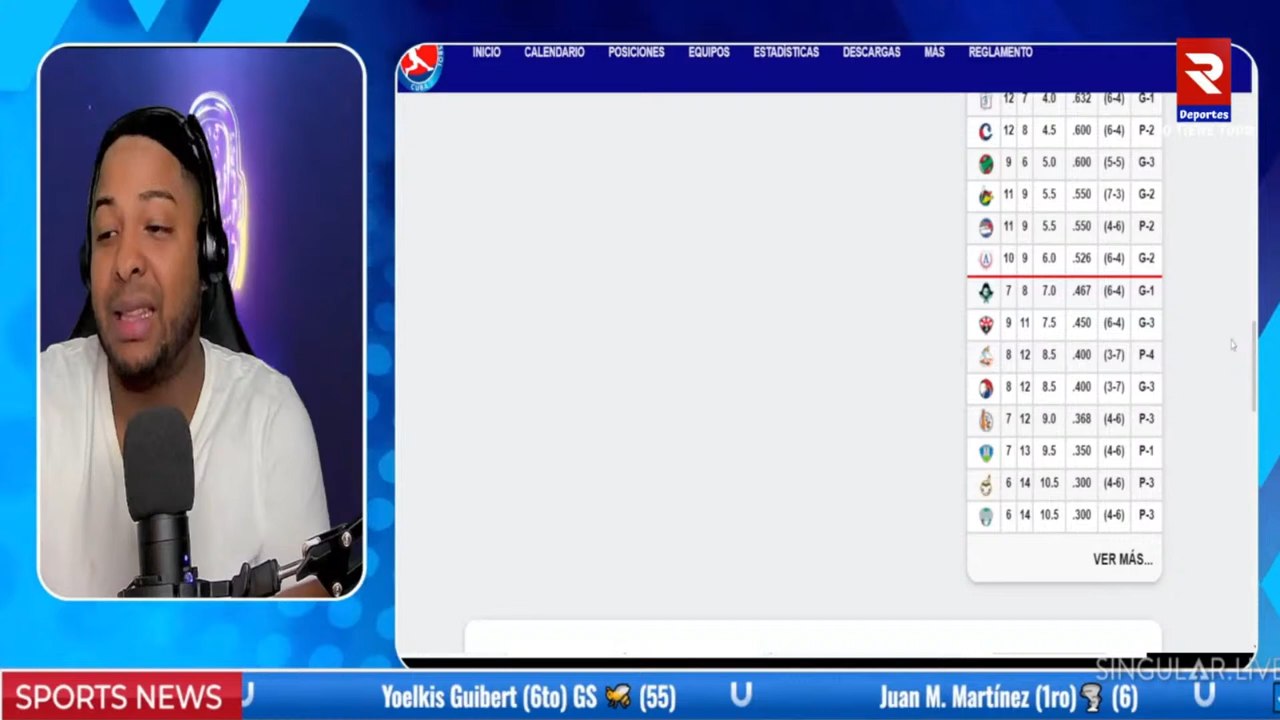 INICIO CALENDARIO POSICIONES EQUIPOS ESTADÍSTICAS DESCARGAS MÁS REGLAMENTO
CUBA
R
Deportes
12 7 4.0 .632 (6-4) G-1
C 12 8 4.5 .600 (6-4) P-2
9 6 5.0 .600 (5-5) G-3
11 9 5.5 .550 (7-3) G-2
11 9 5.5 .550 (4-6) P-2
A 10 9 6.0 .526 (6-4) G-2
7 8 7.0 .467 (6-4) G-1
9 11 7.5 .450 (6-4) G-3
8 12 8.5 .400 (3-7) P-4
8 12 8.5 .400 (3-7) G-3
7 12 9.0 .368 (4-6) P-3
7 13 9.5 .350 (4-6) P-1
6 14 10.5 .300 (4-6) P-3
6 14 10.5 .300 (4-6) P-3
VER MÁS...
SINGULAR.LIVE
SPORTS NEWS Yoelkis Guibert (6to) GS (55) Juan M. Martínez (1ro) (6)